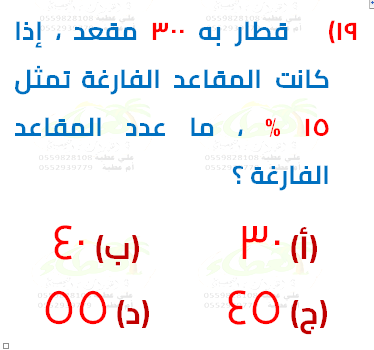 ١٩) قطار به ٣٠٠ مقعد ، إذا
كانت المقاعد الفارغة تمثل
١٥ % ، ما عدد المقاعد
الفارغة ؟
(أ) ٣٠ (ب) ٤٠
(ج) ٤٥ (د) ٥٥